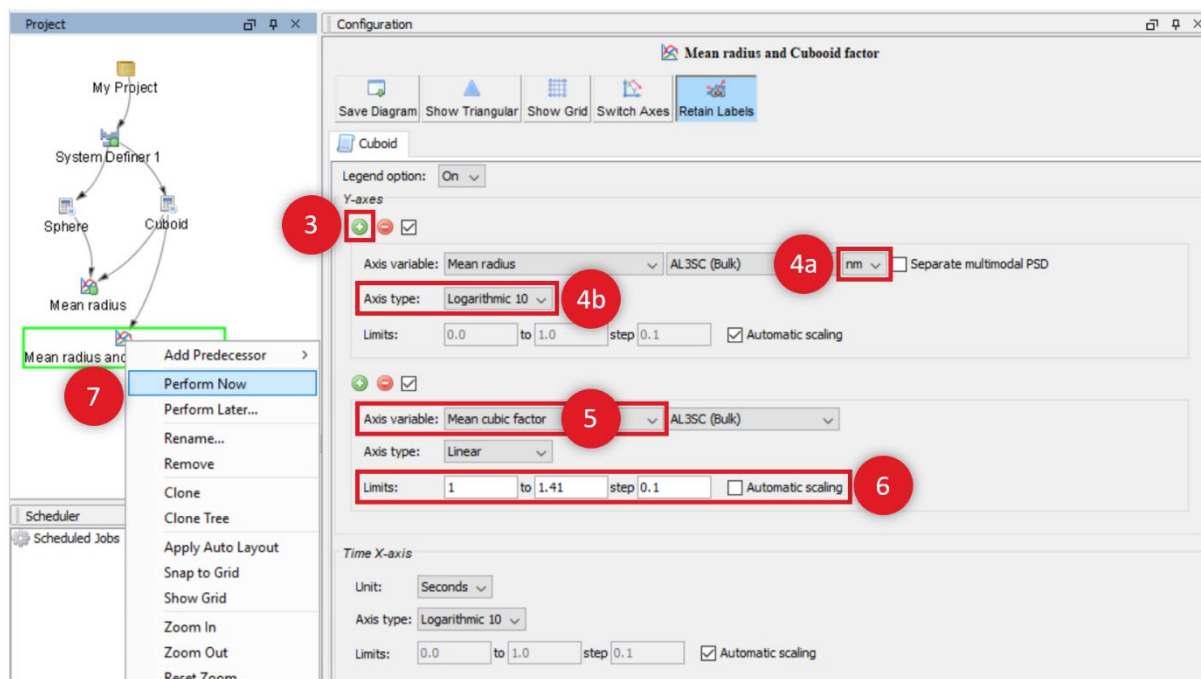 Project
My Project
System Definer 1
Sphere
Cuboid
Mean radius
Mean radius and
7
Add Predecessor
Perform Now
Perform Later...
Rename...
Remove
Clone
Clone Tree
Apply Auto Layout
Snap to Grid
Show Grid
Zoom In
Zoom Out
Reset Zoom
Scheduler
Scheduled Jobs
Configuration
Mean radius and Cubooid factor
Save Diagram Show Triangular Show Grid Switch Axes Retain Labels
Cuboid
Legend option: On
Y-axes
3
Axis variable: Mean radius AL3SC (Bulk) 4a nm Separate multimodal PSD
Axis type: Logarithmic 10 4b
Limits: 0.0 to 1.0 step 0.1 Automatic scaling
Axis variable: Mean cubic factor 5 AL3SC (Bulk)
Axis type: Linear
Limits: 1 to 1.41 step 0.1 Automatic scaling 6
Time X-axis
Unit: Seconds
Axis type: Logarithmic 10
Limits: 0.0 to 1.0 step 0.1 Automatic scaling